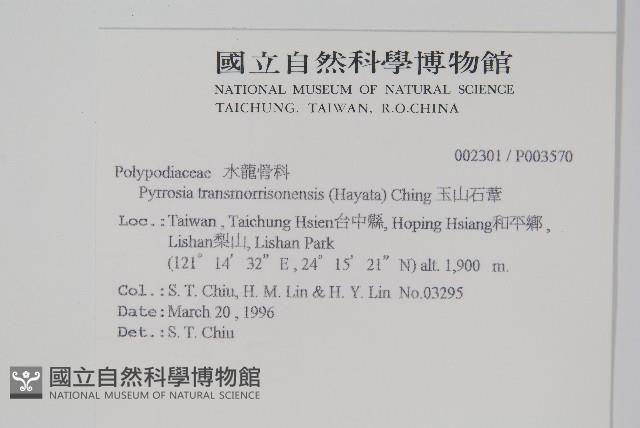 國立自然科學博物館
NATIONAL MUSEUM OF NATURAL SCIENCE
TAICHUNG. TAIWAN, R.O.CHINA
002301 / P003570
Polypodiaceae 水龍骨科
Pyrrosia transmorrisonensis (Hayata) Ching 玉山石葦
Loc.:Taiwan , Taichung Hsien台中縣, Hoping Hsiang和平鄉 ,
Lishan梨山, Lishan Park
(121° 14′ 32” E , 24° 15′ 21” N) alt. 1,900 m.
Col.:S. T. Chiu, H. M. Lin & H. Y. Lin No.03295
Date:March 20 , 1996
Det.:S. T. Chiu
國立自然科學博物館
NATIONAL MUSEUM OF NATURAL SCIENCE